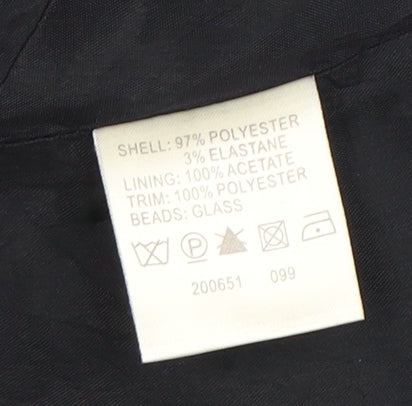 SHELL: 97% POLYESTER
3% ELASTANE
LINING: 100% ACETATE
TRIM: 100% POLYESTER
BEADS: GLASS
P
200651 099